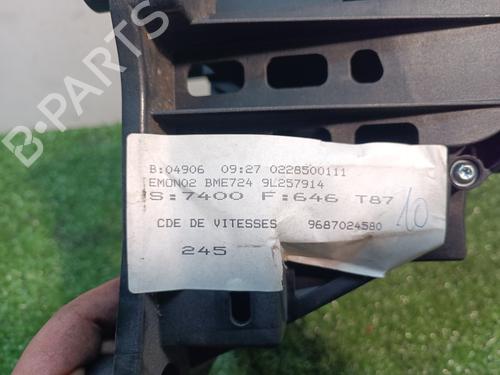 B-PARTS
B:04906 09:27 0228500111
EMON02 BME724 9L257914
S:7400 F:646 T87
CDE DE VITESSES 9687024580
10
245